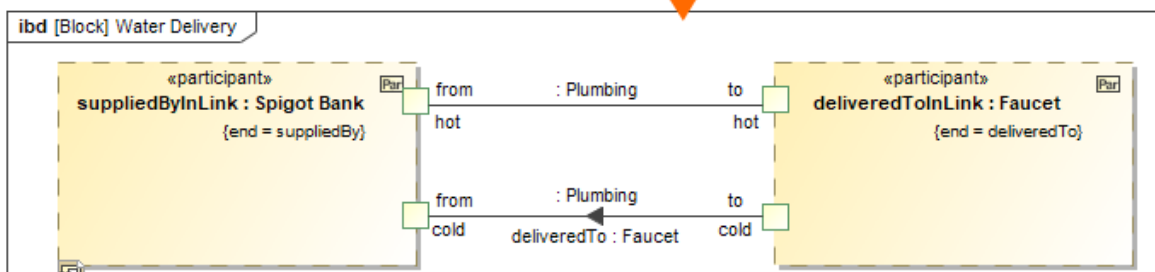 ibd [Block] Water Delivery
«participant»
Par
suppliedByInLink : Spigot Bank
{end = suppliedBy}
from
: Plumbing
to
hot
hot
«participant»
Par
deliveredToInLink : Faucet
{end = deliveredTo}
from
: Plumbing
to
cold
deliveredTo : Faucet
cold